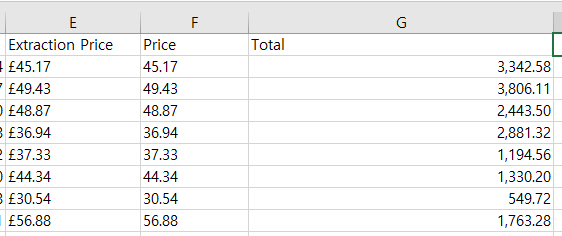 E F G
Extraction Price Price Total
£45.17 45.17 3,342.58
£49.43 49.43 3,806.11
£48.87 48.87 2,443.50
£36.94 36.94 2,881.32
£37.33 37.33 1,194.56
£44.34 44.34 1,330.20
£30.54 30.54 549.72
£56.88 56.88 1,763.28